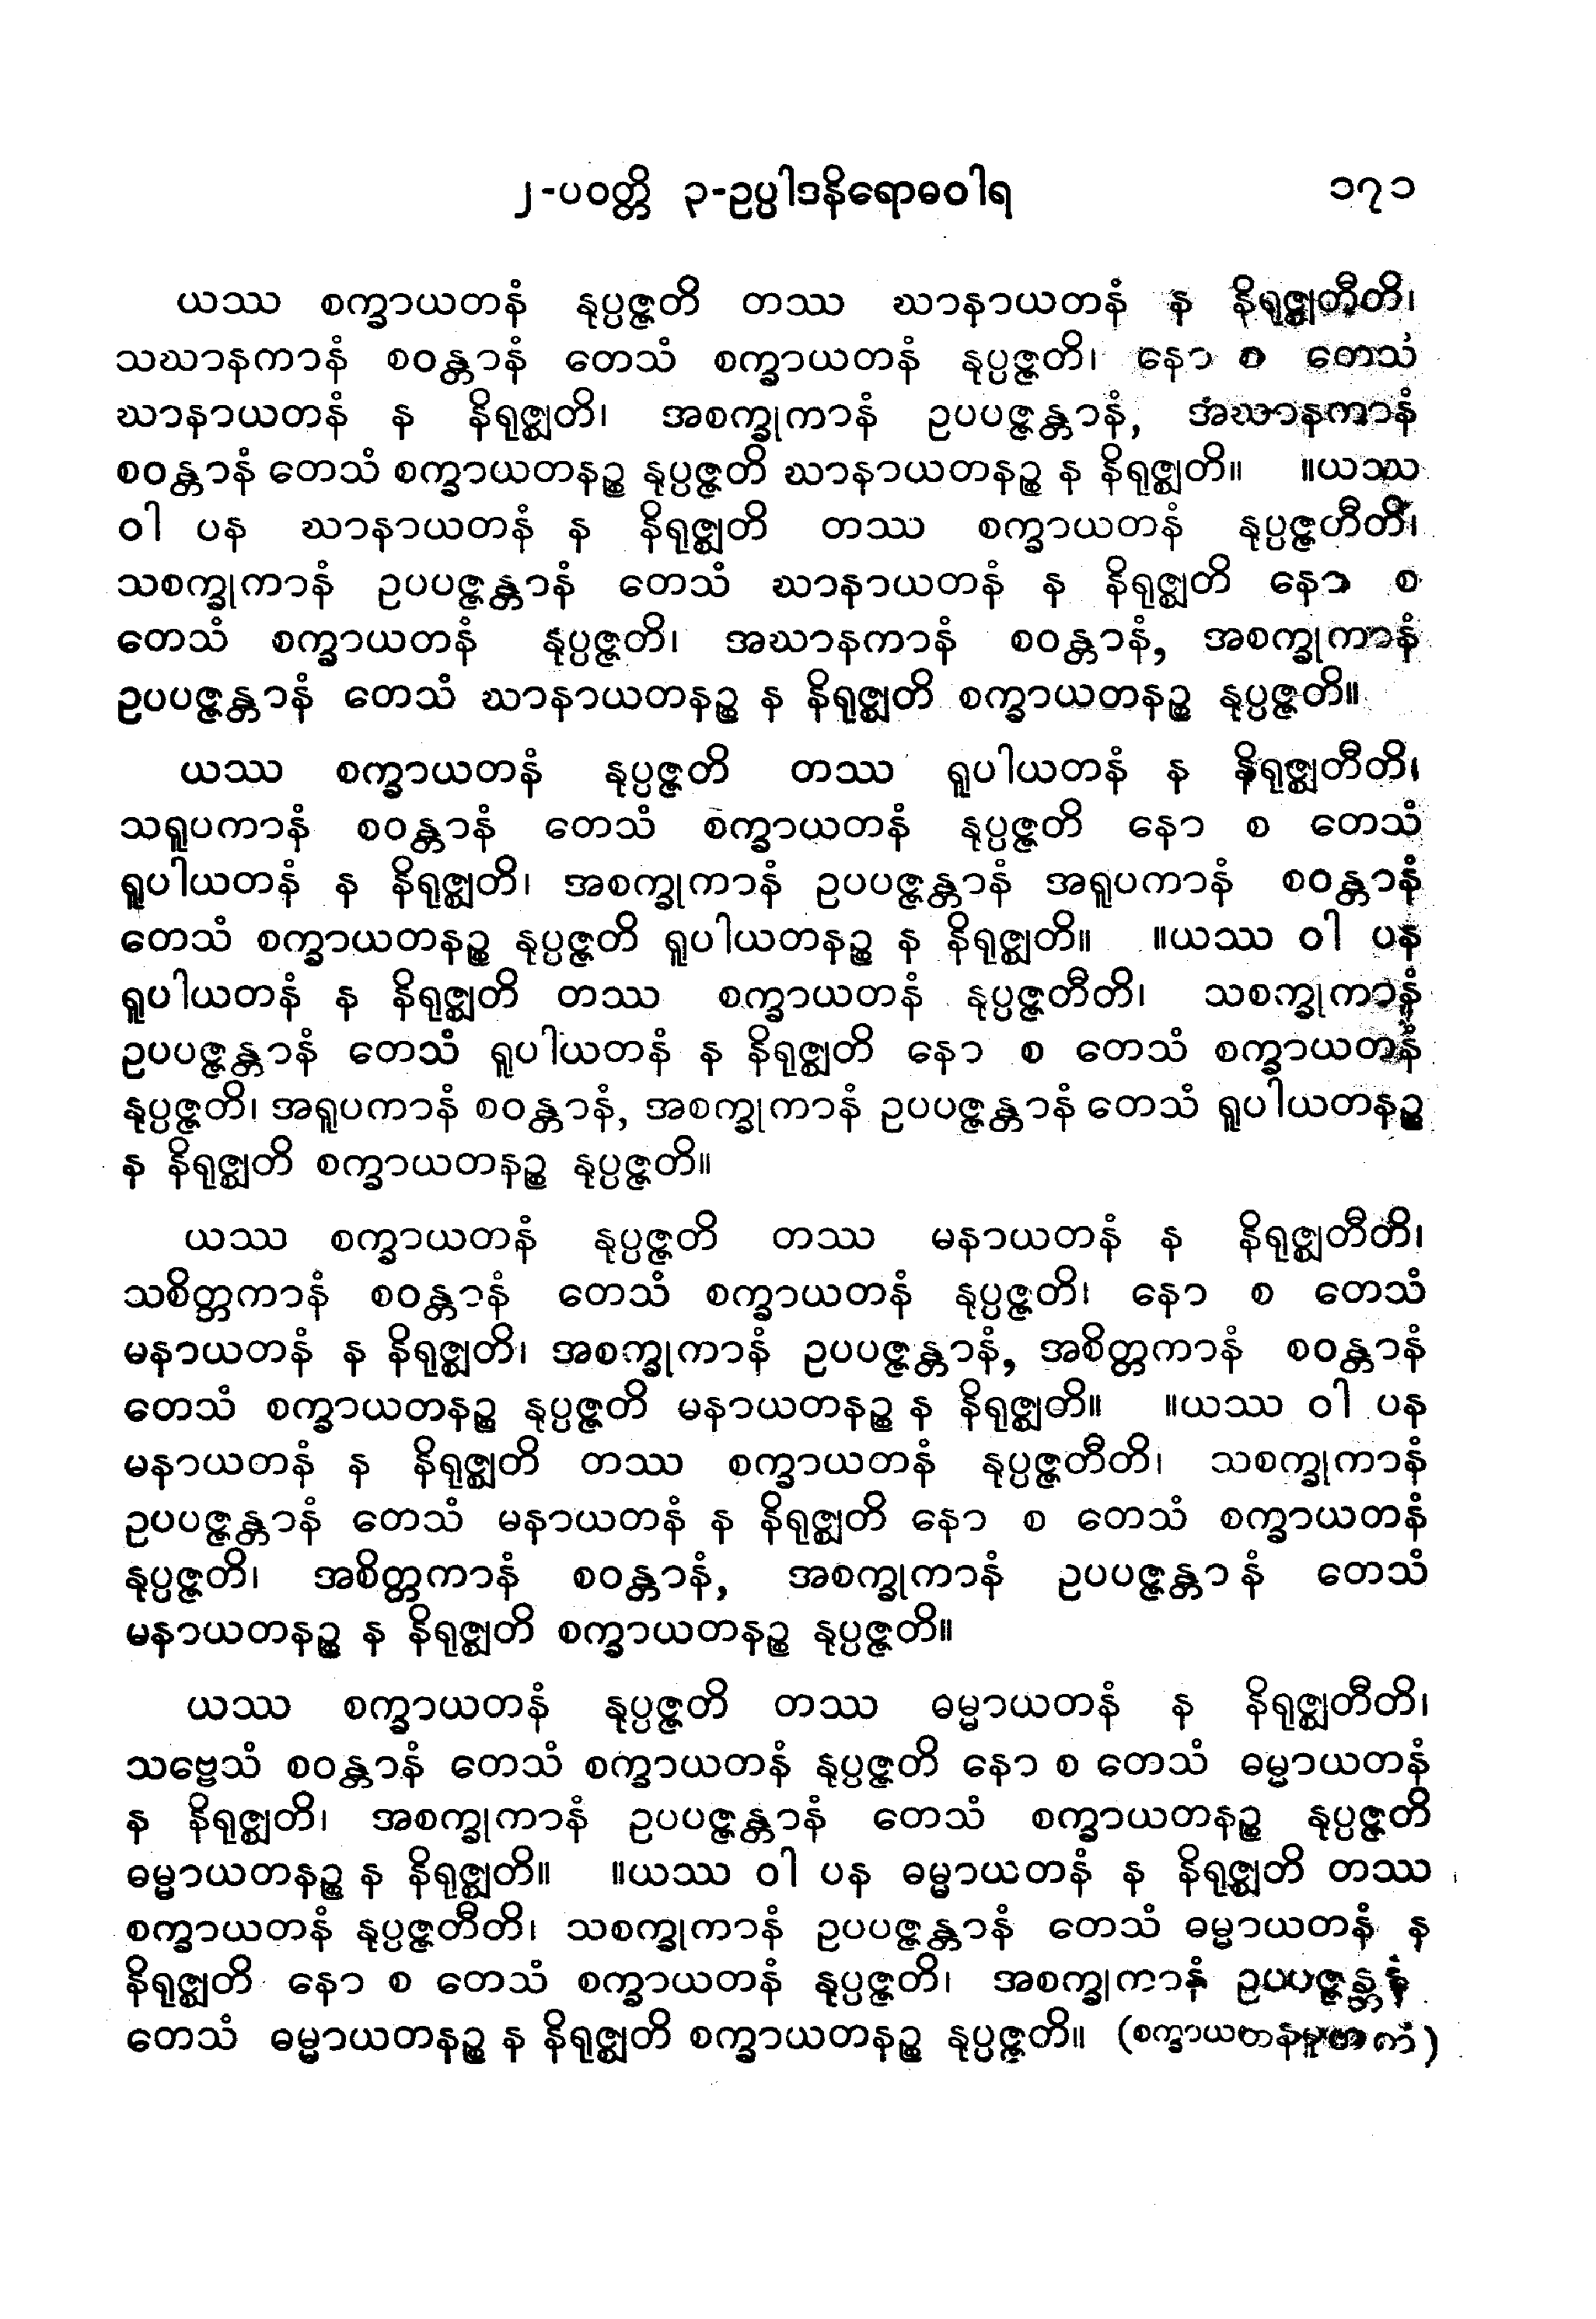 ၂-ပဝတ္တိ ၃-ဥပ္ပါဒနိရောဓဝါရ ၁၇၁
ယဿ စက္ခာယတနံ နုပ္ပဇ္ဇတိ တဿ ဃာနာယတနံ န နိရုဇ္ဈတီတိ၊
သဃာနကာနံ စဝန္တာနံ တေသံ စက္ခာယတနံ နုပ္ပဇ္ဇတိ၊ နော စ တေသံ
ဃာနာယတနံ န နိရုဇ္ဈတိ၊ အစက္ခုကာနံ ဥပပဇ္ဇန္တာနံ, အဃာနကာနံ
စဝန္တာနံ တေသံ စက္ခာယတနဉ္စ နုပ္ပဇ္ဇတိ ဃာနာယတနဉ္စ န နိရုဇ္ဈတိ။ ။ယဿ
ဝါ ပန ဃာနာယတနံ န နိရုဇ္ဈတိ တဿ စက္ခာယတနံ နုပ္ပဇ္ဇတီတိ၊
သစက္ခုကာနံ ဥပပဇ္ဇန္တာနံ တေသံ ဃာနာယတနံ န နိရုဇ္ဈတိ နော စ
တေသံ စက္ခာယတနံ နုပ္ပဇ္ဇတိ၊ အဃာနကာနံ စဝန္တာနံ, အစက္ခုကာနံ
ဥပပဇ္ဇန္တာနံ တေသံ ဃာနာယတနဉ္စ န နိရုဇ္ဈတိ စက္ခာယတနဉ္စ နုပ္ပဇ္ဇတိ။
ယဿ စက္ခာယတနံ နုပ္ပဇ္ဇတိ တဿ ရူပါယတနံ န နိရုဇ္ဈတီတိ၊
သရူပကာနံ စဝန္တာနံ တေသံ စက္ခာယတနံ နုပ္ပဇ္ဇတိ နော စ တေသံ
ရူပါယတနံ န နိရုဇ္ဈတိ၊ အစက္ခုကာနံ ဥပပဇ္ဇန္တာနံ အရူပကာနံ စဝန္တာနံ
တေသံ စက္ခာယတနဉ္စ နုပ္ပဇ္ဇတိ ရူပါယတနဉ္စ န နိရုဇ္ဈတိ။ ။ယဿ ဝါ ပန
ရူပါယတနံ န နိရုဇ္ဈတိ တဿ စက္ခာယတနံ နုပ္ပဇ္ဇတီတိ၊ သစက္ခုကာနံ
ဥပပဇ္ဇန္တာနံ တေသံ ရူပါယတနံ န နိရုဇ္ဈတိ နော စ တေသံ စက္ခာယတနံ
နုပ္ပဇ္ဇတိ၊ အရူပကာနံ စဝန္တာနံ, အစက္ခုကာနံ ဥပပဇ္ဇန္တာနံ တေသံ ရူပါယတနဉ္စ
န နိရုဇ္ဈတိ စက္ခာယတနဉ္စ နုပ္ပဇ္ဇတိ။
ယဿ စက္ခာယတနံ နုပ္ပဇ္ဇတိ တဿ မနာယတနံ န နိရုဇ္ဈတီတိ၊
သစိတ္တကာနံ စဝန္တာနံ တေသံ စက္ခာယတနံ နုပ္ပဇ္ဇတိ၊ နော စ တေသံ
မနာယတနံ န နိရုဇ္ဈတိ၊ အစက္ခုကာနံ ဥပပဇ္ဇန္တာနံ, အစိတ္တကာနံ စဝန္တာနံ
တေသံ စက္ခာယတနဉ္စ နုပ္ပဇ္ဇတိ မနာယတနဉ္စ န နိရုဇ္ဈတိ။ ။ယဿ ဝါ ပန
မနာယတနံ န နိရုဇ္ဈတိ တဿ စက္ခာယတနံ နုပ္ပဇ္ဇတီတိ၊ သစက္ခုကာနံ
ဥပပဇ္ဇန္တာနံ တေသံ မနာယတနံ န နိရုဇ္ဈတိ နော စ တေသံ စက္ခာယတနံ
နုပ္ပဇ္ဇတိ၊ အစိတ္တကာနံ စဝန္တာနံ, အစက္ခုကာနံ ဥပပဇ္ဇန္တာနံ တေသံ
မနာယတနဉ္စ န နိရုဇ္ဈတိ စက္ခာယတနဉ္စ နုပ္ပဇ္ဇတိ။
ယဿ စက္ခာယတနံ နုပ္ပဇ္ဇတိ တဿ ဓမ္မာယတနံ န နိရုဇ္ဈတီတိ၊
သဗ္ဗေသံ စဝန္တာနံ တေသံ စက္ခာယတနံ နုပ္ပဇ္ဇတိ နော စ တေသံ ဓမ္မာယတနံ
န နိရုဇ္ဈတိ၊ အစက္ခုကာနံ ဥပပဇ္ဇန္တာနံ တေသံ စက္ခာယတနဉ္စ နုပ္ပဇ္ဇတိ
ဓမ္မာယတနဉ္စ န နိရုဇ္ဈတိ။ ။ယဿ ဝါ ပန ဓမ္မာယတနံ န နိရုဇ္ဈတိ တဿ
စက္ခာယတနံ နုပ္ပဇ္ဇတီတိ၊ သစက္ခုကာနံ ဥပပဇ္ဇန္တာနံ တေသံ ဓမ္မာယတနံ န
နိရုဇ္ဈတိ နော စ တေသံ စက္ခာယတနံ နုပ္ပဇ္ဇတိ၊ အစက္ခုကာနံ ဥပပဇ္ဇန္တာနံ
တေသံ ဓမ္မာယတနဉ္စ န နိရုဇ္ဈတိ စက္ခာယတနဉ္စ နုပ္ပဇ္ဇတိ။ (စက္ခာယတနမူလကံ)